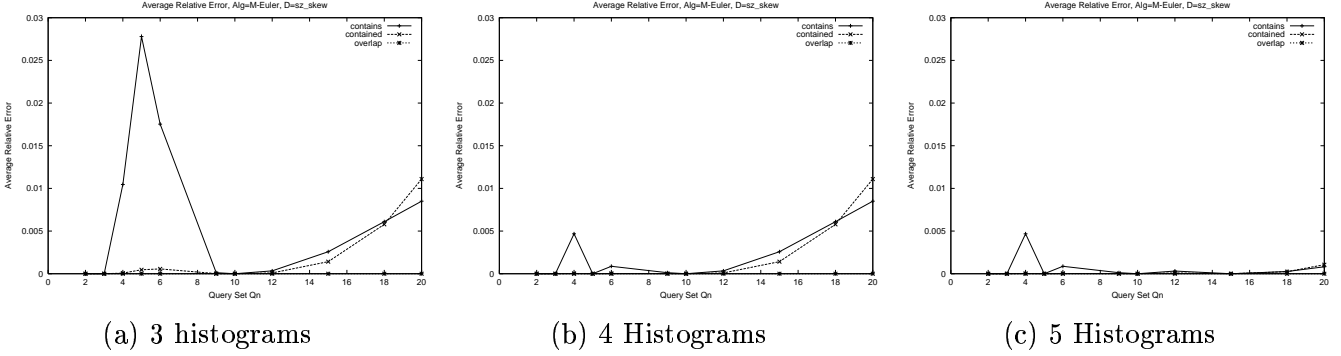 Average Relative Error, Alg=M-Euler, D=sz_skew
contains
contained
overlap
0.03
0.025
0.02
0.015
0.01
0.005
0
Average Relative Error
0 2 4 6 8 10 12 14 16 18 20
Query Set Qn
(a) 3 histograms
Average Relative Error, Alg=M-Euler, D=sz_skew
contains
contained
overlap
0.03
0.025
0.02
0.015
0.01
0.005
0
Average Relative Error
0 2 4 6 8 10 12 14 16 18 20
Query Set Qn
(b) 4 Histograms
Average Relative Error, Alg=M-Euler, D=sz_skew
contains
contained
overlap
0.03
0.025
0.02
0.015
0.01
0.005
0
Average Relative Error
0 2 4 6 8 10 12 14 16 18 20
Query Set Qn
(c) 5 Histograms